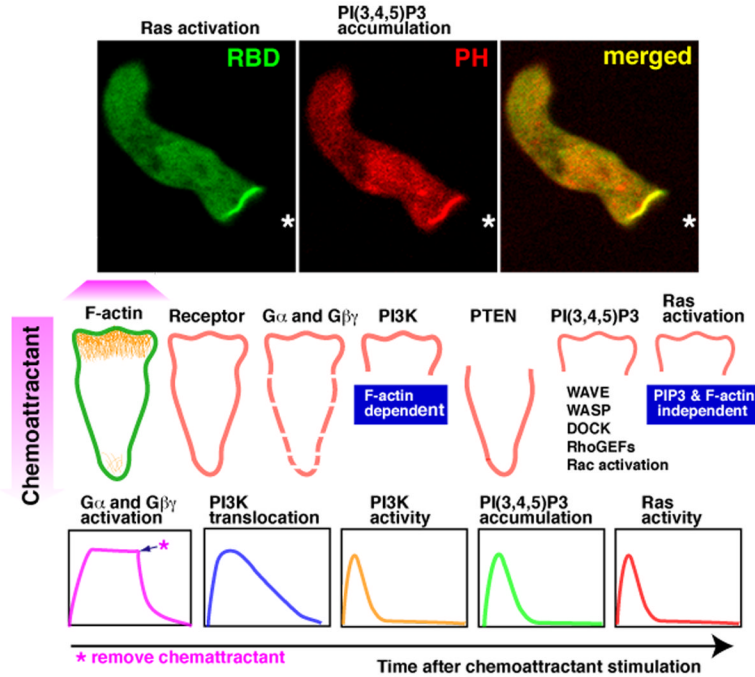 Ras activation
PI(3,4,5)P3
accumulation
RBD
PH
merged
*
*
*
Chemoattractant
F-actin
Receptor
Gα and Gβγ
PI3K
PTEN
PI(3,4,5)P3
Ras
activation
F-actin
dependent
WAVE
WASP
DOCK
RhoGEFs
Rac activation
PIP3 & F-actin
independent
Gα and Gβγ
activation
PI3K
translocation
PI3K
activity
PI(3,4,5)P3
accumulation
Ras
activity
*
* remove chemattractant
Time after chemoattractant stimulation